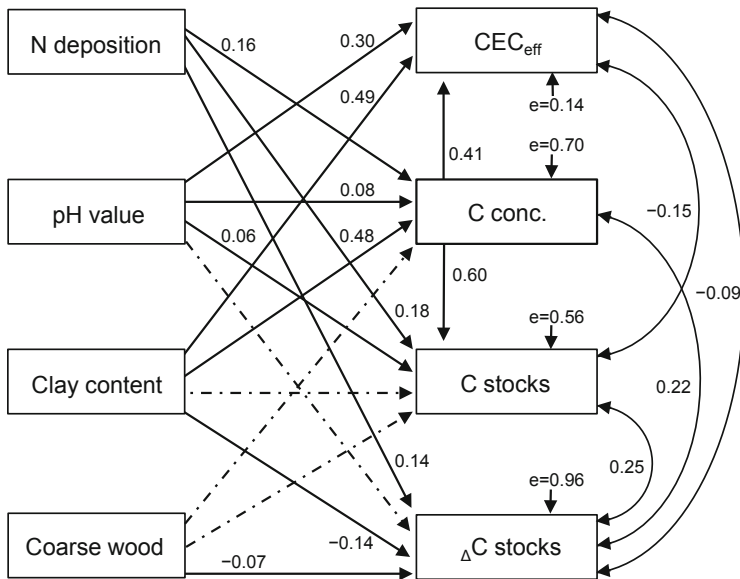 N deposition
0.16
0.30
CEC_eff
0.49
e=0.14
e=0.70
0.41
pH value
0.08
C conc.
−0.15
0.06
0.48
0.60
−0.09
0.18
e=0.56
Clay content
C stocks
0.22
0.14
0.25
e=0.96
Coarse wood
−0.14
ΔC stocks
−0.07